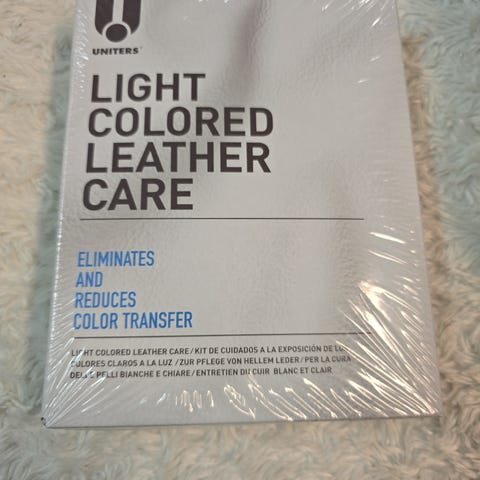 UNITERS
LIGHT
COLORED
LEATHER
CARE
ELIMINATES
AND
REDUCES
COLOR TRANSFER
LIGHT COLORED LEATHER CARE/KIT DE CUIDADOS A LA EXPOSICIÓN DE LOS
COLORES CLAROS A LA LUZ /ZUR PFLEGE VON HELLEM LEDER/PER LA CURA
DELLE PELLI BIANCHE E CHIARE/ENTRETIEN DU CUIR BLANC ET CLAIR